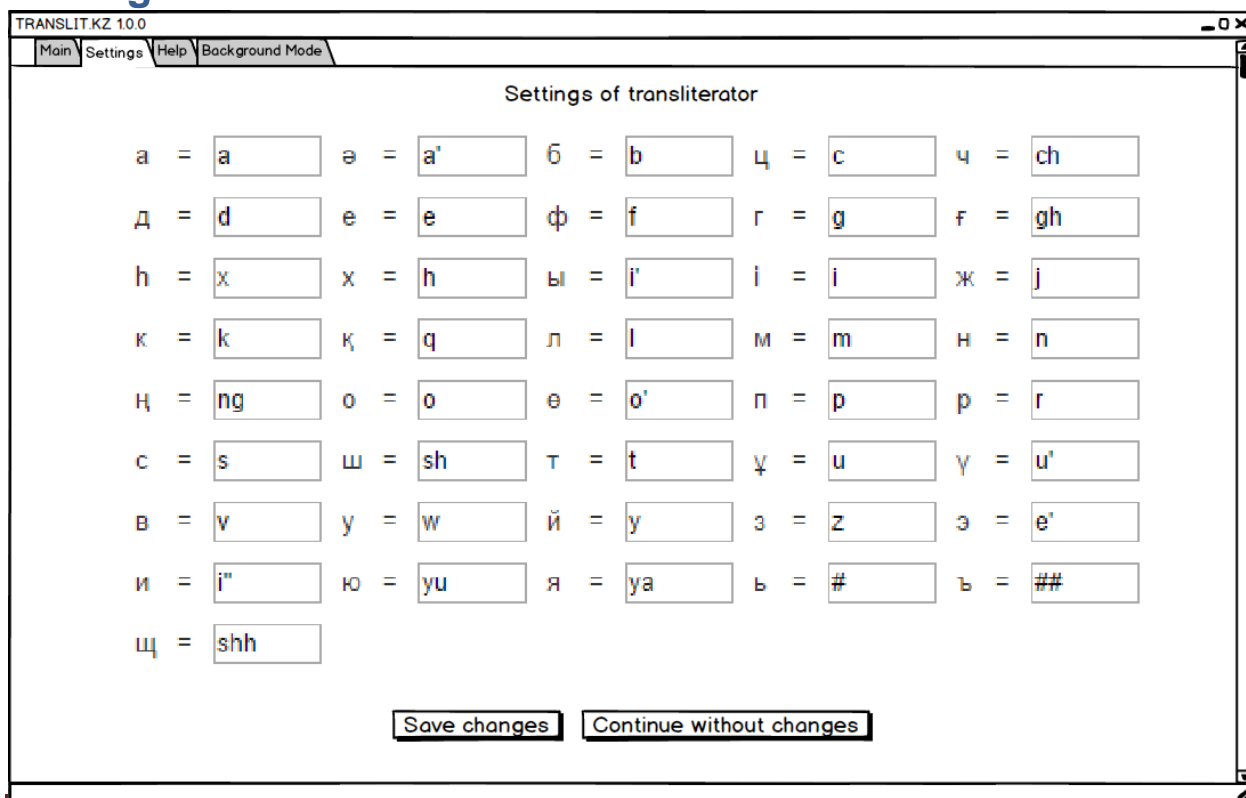 TRANSLIT.KZ 1.0.0
Main Settings Help Background Mode
Settings of transliterator
а = a ә = a' б = b ц = c ч = ch
д = d е = e ф = f г = g ғ = gh
һ = x х = h ы = i' і = i ж = j
к = k қ = q л = l м = m н = n
ң = ng о = o ө = o' п = p р = r
с = s ш = sh т = t ұ = u ү = u'
в = v у = w й = y з = z э = e'
и = i" ю = yu я = ya ь = # ъ = ##
щ = shh
Save changes Continue without changes